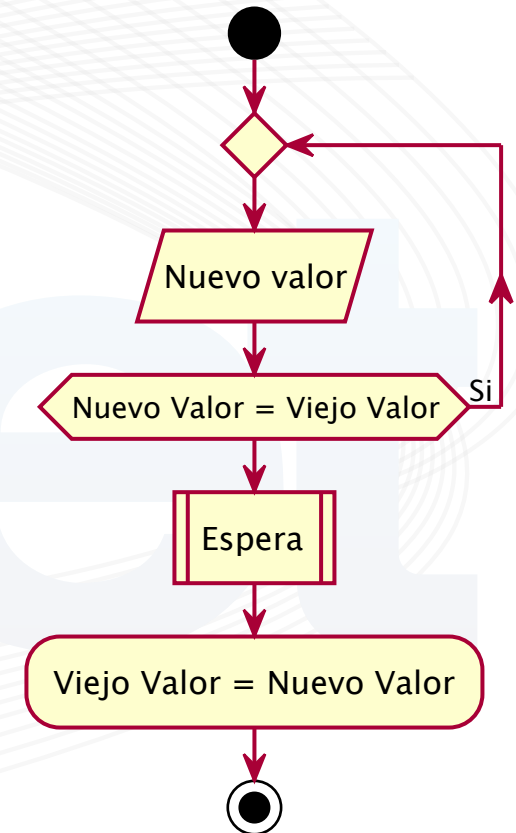 Nuevo valor
Nuevo Valor = Viejo Valor
Si
Espera
Viejo Valor = Nuevo Valor